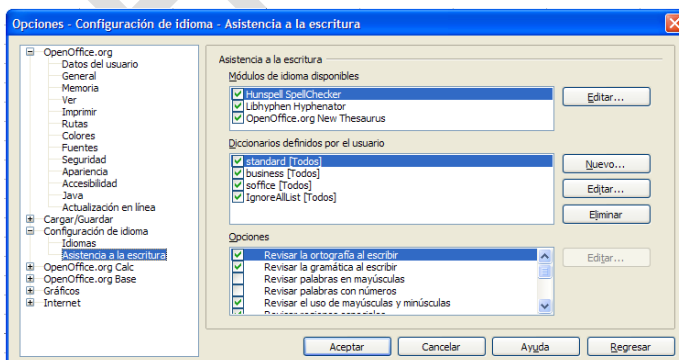 Opciones - Configuración de idioma - Asistencia a la escritura
OpenOffice.org
Datos del usuario
General
Memoria
Ver
Imprimir
Rutas
Colores
Fuentes
Seguridad
Apariencia
Accesibilidad
Java
Actualización en línea
Cargar/Guardar
Configuración de idioma
Idiomas
Asistencia a la escritura
OpenOffice.org Calc
OpenOffice.org Base
Gráficos
Internet
Asistencia a la escritura
Módulos de idioma disponibles
Hunspell SpellChecker
Libhyphen Hyphenator
OpenOffice.org New Thesaurus
Editar...
Diccionarios definidos por el usuario
standard [Todos]
business [Todos]
soffice [Todos]
IgnoreAllList [Todos]
Nuevo...
Editar...
Eliminar
Opciones
Revisar la ortografía al escribir
Revisar la gramática al escribir
Revisar palabras en mayúsculas
Revisar palabras con números
Revisar el uso de mayúsculas y minúsculas
Revisar regiones especiales
Editar...
Aceptar
Cancelar
Ayuda
Regresar